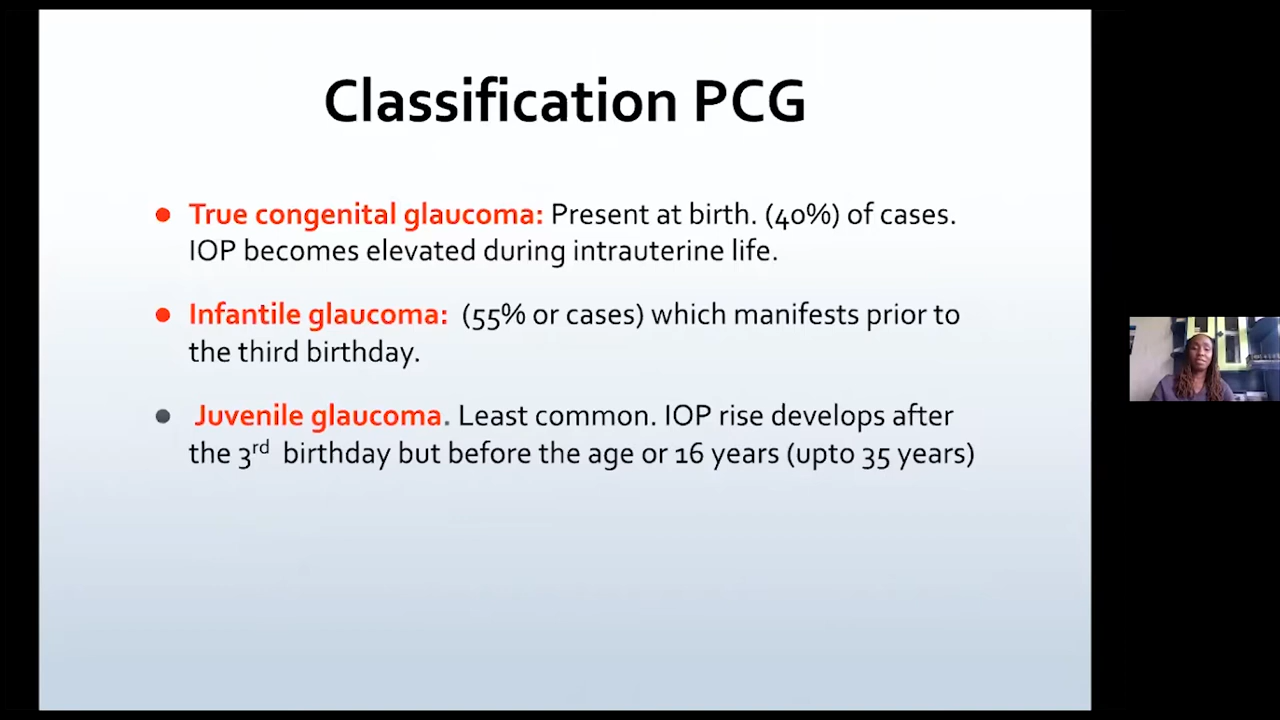 Classification PCG
True congenital glaucoma: Present at birth. (40%) of cases.
IOP becomes elevated during intrauterine life.
Infantile glaucoma: (55% or cases) which manifests prior to
the third birthday.
Juvenile glaucoma. Least common. IOP rise develops after
the 3rd birthday but before the age or 16 years (upto 35 years)